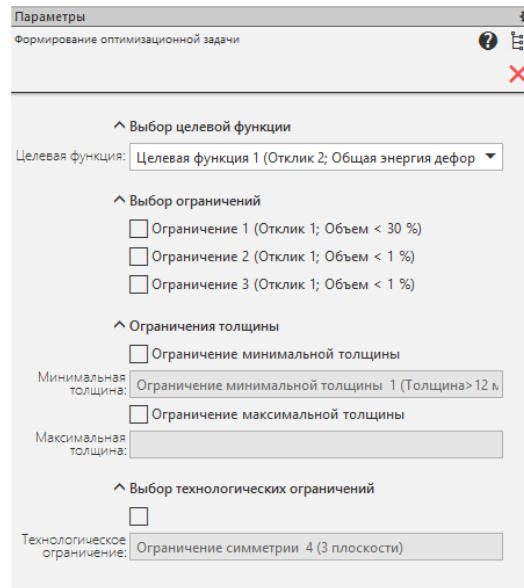 Параметры
Формирование оптимизационной задачи
Выбор целевой функции
Целевая функция: Целевая функция 1 (Отклик 2; Общая энергия дефор
Выбор ограничений
Ограничение 1 (Отклик 1; Объем < 30 %)
Ограничение 2 (Отклик 1; Объем < 1 %)
Ограничение 3 (Отклик 1; Объем < 1 %)
Ограничения толщины
Ограничение минимальной толщины
Минимальная
толщина: Ограничение минимальной толщины 1 (Толщина>12 м
Ограничение максимальной толщины
Максимальная
толщина:
Выбор технологических ограничений
Технологическое
ограничение: Ограничение симметрии 4 (3 плоскости)